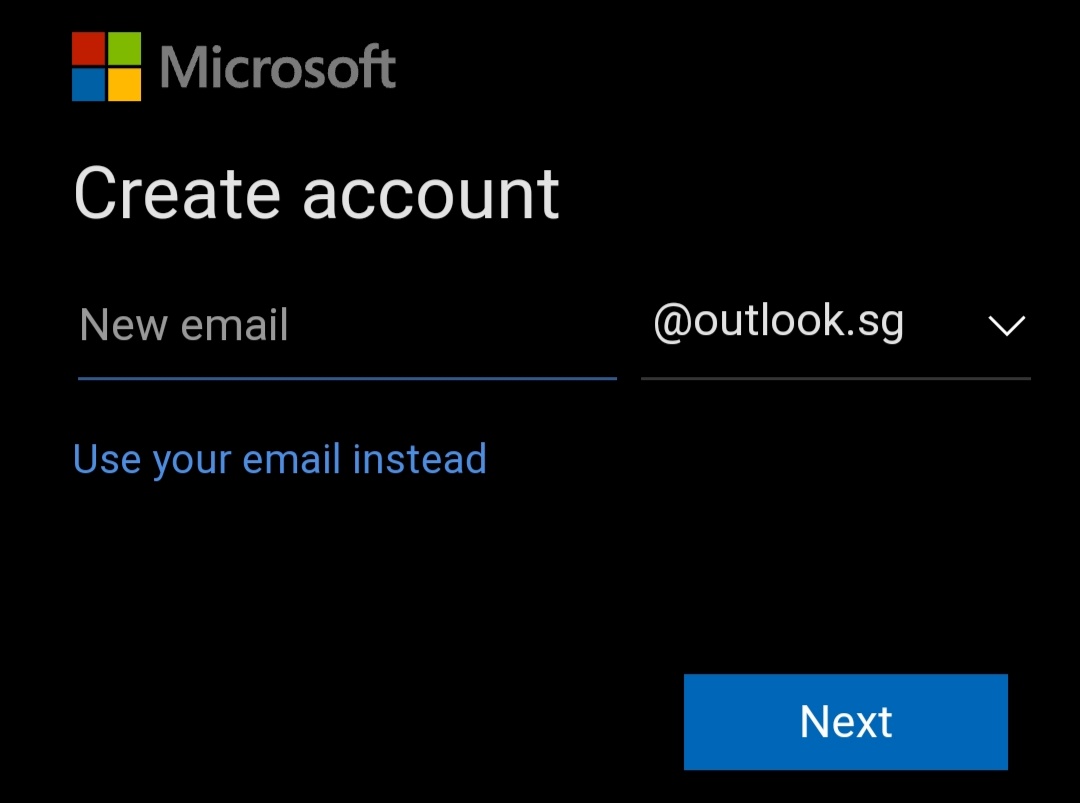 Microsoft
Create account
New email
@outlook.sg
Use your email instead
Next